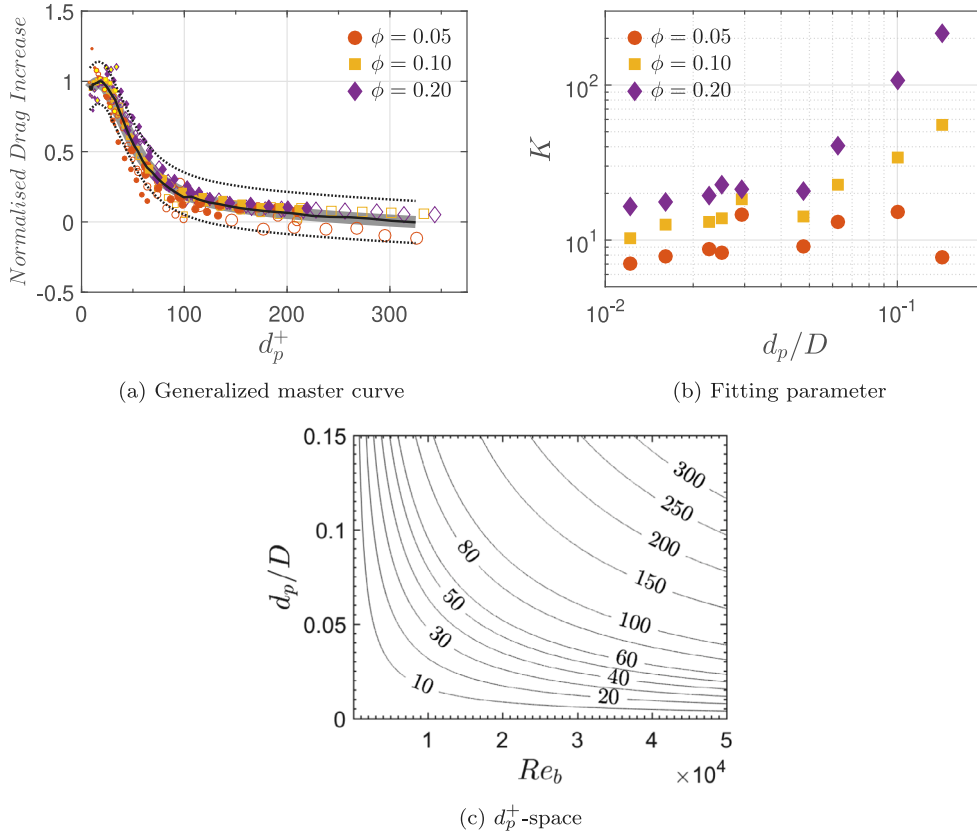 1.5
1
0.5
0
-0.5
Normalised Drag Increase
ϕ = 0.05
ϕ = 0.10
ϕ = 0.20
0 100 200 300
d_p^+
(a) Generalized master curve
10^2
10^1
K
ϕ = 0.05
ϕ = 0.10
ϕ = 0.20
10^{-2} 10^{-1}
d_p/D
(b) Fitting parameter
0.15
0.1
0.05
0
d_p/D
300
250
200
150
100
80
60
50
40
30
20
10
1 2 3 4 5
Re_b
×10^4
(c) d_p^+-space